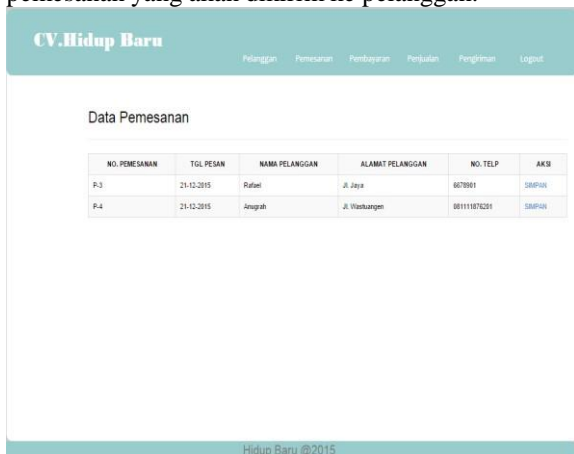 pemesanan yang akan dikirim ke pelanggan.
CV.Hidup Baru
Pelanggan Pemesanan Pembayaran Penjualan Pengiriman Logout
Data Pemesanan
NO. PEMESANAN TGL PESAN NAMA PELANGGAN ALAMAT PELANGGAN NO. TELP AKSI
P-3 21-12-2015 Rafael Jl. Jaya 6678901 SIMPAN
P-4 21-12-2015 Anugrah Jl. Wastuangen 081111876201 SIMPAN
Hidup Baru @2015